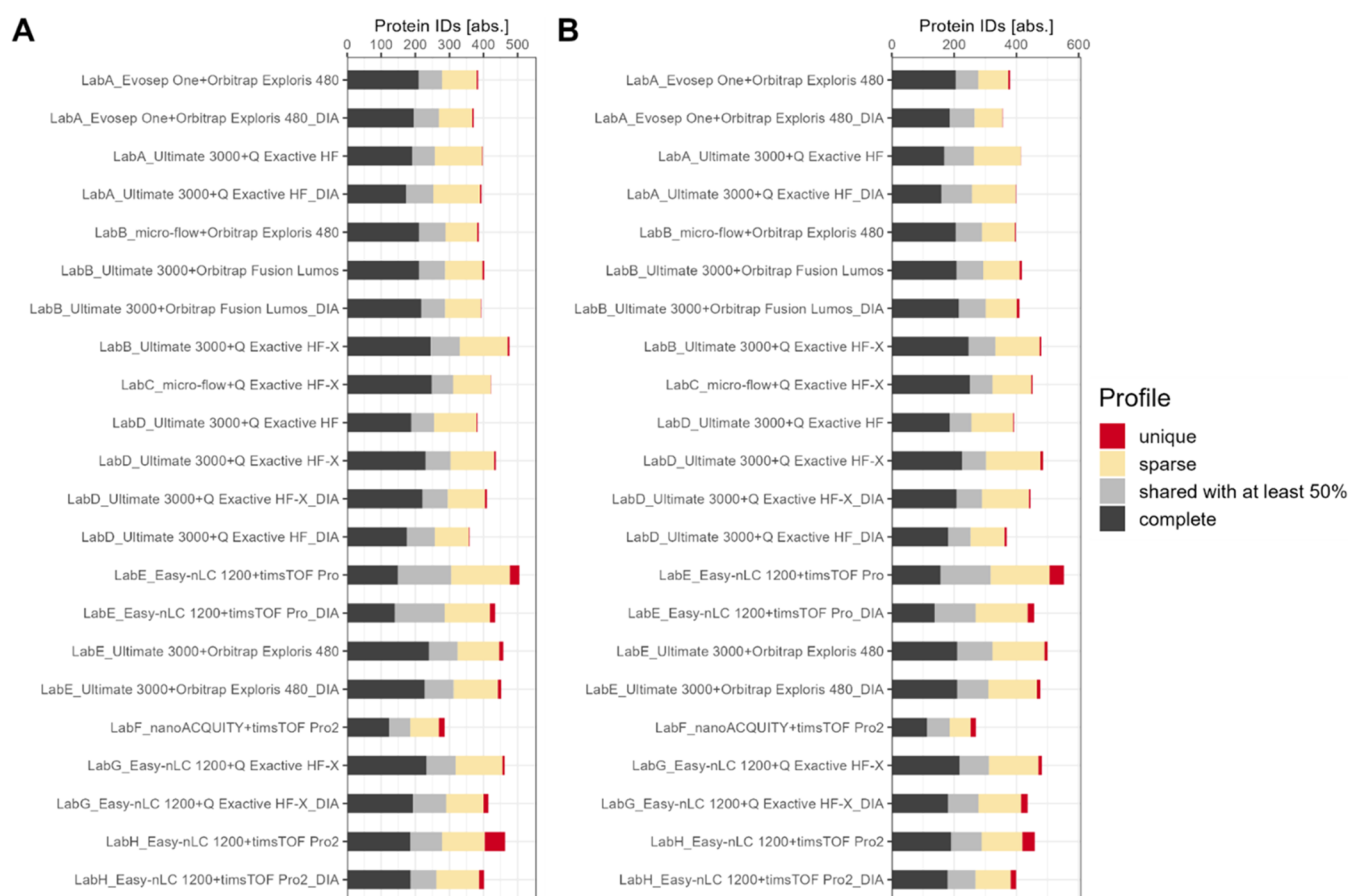 A
Protein IDs [abs.]
0 100 200 300 400 500
LabA_Evosep One+Orbitrap Exploris 480
LabA_Evosep One+Orbitrap Exploris 480_DIA
LabA_Ultimate 3000+Q Exactive HF
LabA_Ultimate 3000+Q Exactive HF_DIA
LabB_micro-flow+Orbitrap Exploris 480
LabB_Ultimate 3000+Orbitrap Fusion Lumos
LabB_Ultimate 3000+Orbitrap Fusion Lumos_DIA
LabB_Ultimate 3000+Q Exactive HF-X
LabC_micro-flow+Q Exactive HF-X
LabD_Ultimate 3000+Q Exactive HF
LabD_Ultimate 3000+Q Exactive HF-X
LabD_Ultimate 3000+Q Exactive HF-X_DIA
LabD_Ultimate 3000+Q Exactive HF_DIA
LabE_Easy-nLC 1200+timsTOF Pro
LabE_Easy-nLC 1200+timsTOF Pro_DIA
LabE_Ultimate 3000+Orbitrap Exploris 480
LabE_Ultimate 3000+Orbitrap Exploris 480_DIA
LabF_nanoACQUITY+timsTOF Pro2
LabG_Easy-nLC 1200+Q Exactive HF-X
LabG_Easy-nLC 1200+Q Exactive HF-X_DIA
LabH_Easy-nLC 1200+timsTOF Pro2
LabH_Easy-nLC 1200+timsTOF Pro2_DIA
B
Protein IDs [abs.]
0 200 400 600
LabA_Evosep One+Orbitrap Exploris 480
LabA_Evosep One+Orbitrap Exploris 480_DIA
LabA_Ultimate 3000+Q Exactive HF
LabA_Ultimate 3000+Q Exactive HF_DIA
LabB_micro-flow+Orbitrap Exploris 480
LabB_Ultimate 3000+Orbitrap Fusion Lumos
LabB_Ultimate 3000+Orbitrap Fusion Lumos_DIA
LabB_Ultimate 3000+Q Exactive HF-X
LabC_micro-flow+Q Exactive HF-X
LabD_Ultimate 3000+Q Exactive HF
LabD_Ultimate 3000+Q Exactive HF-X
LabD_Ultimate 3000+Q Exactive HF-X_DIA
LabD_Ultimate 3000+Q Exactive HF_DIA
LabE_Easy-nLC 1200+timsTOF Pro
LabE_Easy-nLC 1200+timsTOF Pro_DIA
LabE_Ultimate 3000+Orbitrap Exploris 480
LabE_Ultimate 3000+Orbitrap Exploris 480_DIA
LabF_nanoACQUITY+timsTOF Pro2
LabG_Easy-nLC 1200+Q Exactive HF-X
LabG_Easy-nLC 1200+Q Exactive HF-X_DIA
LabH_Easy-nLC 1200+timsTOF Pro2
LabH_Easy-nLC 1200+timsTOF Pro2_DIA
Profile
unique
sparse
shared with at least 50%
complete